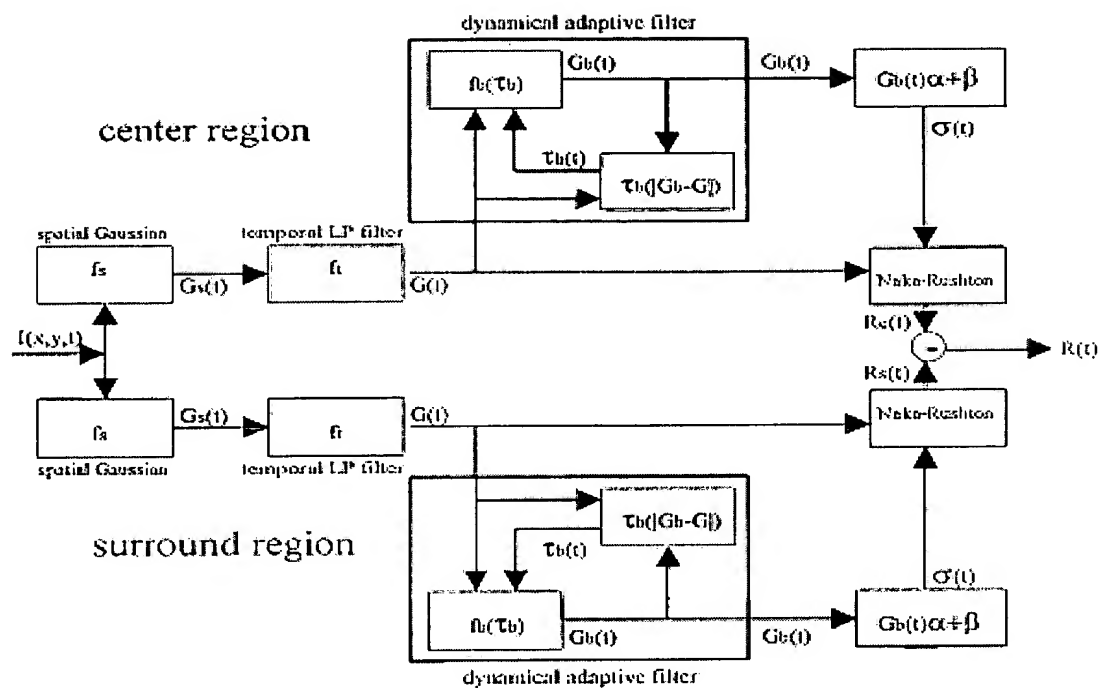 dynamical adaptive filter
fb(τb)
Gb(t)
Gb(t)
Gb(t)α+β
center region
τb(t)
σ(t)
τb(|Gb-G|)
spatial Gaussian
temporal LP filter
fs
Gs(t)
ft
G(t)
Naka-Rushton
Rc(t)
I(x,y,t)
-
R(t)
Rs(t)
fs
Gs(t)
ft
G(t)
Naka-Rushton
spatial Gaussian
temporal LP filter
τb(|Gb-G|)
surround region
τb(t)
σ(t)
fb(τb)
Gb(t)
Gb(t)
Gb(t)α+β
dynamical adaptive filter